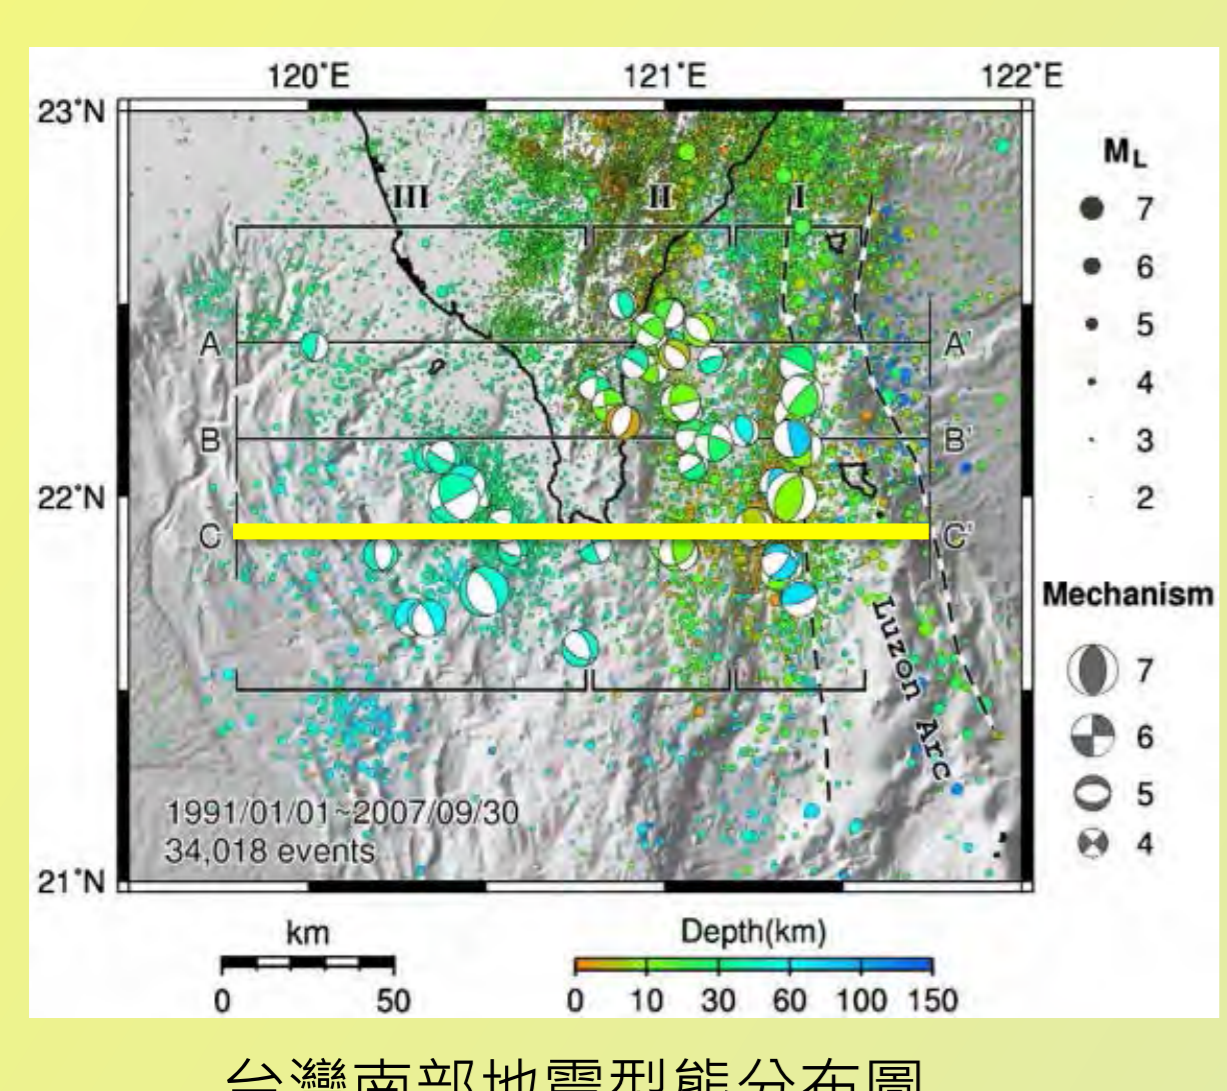 120°E 121°E 122°E
23°N
M L
III II I
7
6
A A' 5
4
B B' 3
22°N 2
C C'
Mechanism
Luzon Arc
7
6
5
1991/01/01~2007/09/30
34,018 events
4
21°N
km Depth(km)
0 50 0 10 30 60 100 150
台灣南部地震型態分布圖